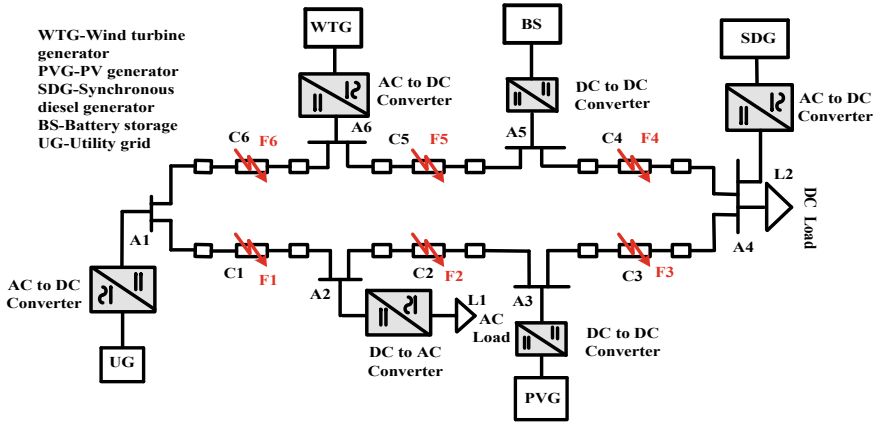 WTG-Wind turbine
generator
PVG-PV generator
SDG-Synchronous
diesel generator
BS-Battery storage
UG-Utility grid
WTG
BS
SDG
AC to DC
Converter
DC to DC
Converter
AC to DC
Converter
A6
A5
C6
F6
C5
F5
C4
F4
L2
DC Load
A1
A4
C1
F1
C2
F2
C3
F3
A2
A3
AC to DC
Converter
L1
AC
Load
DC to AC
Converter
DC to DC
Converter
UG
PVG